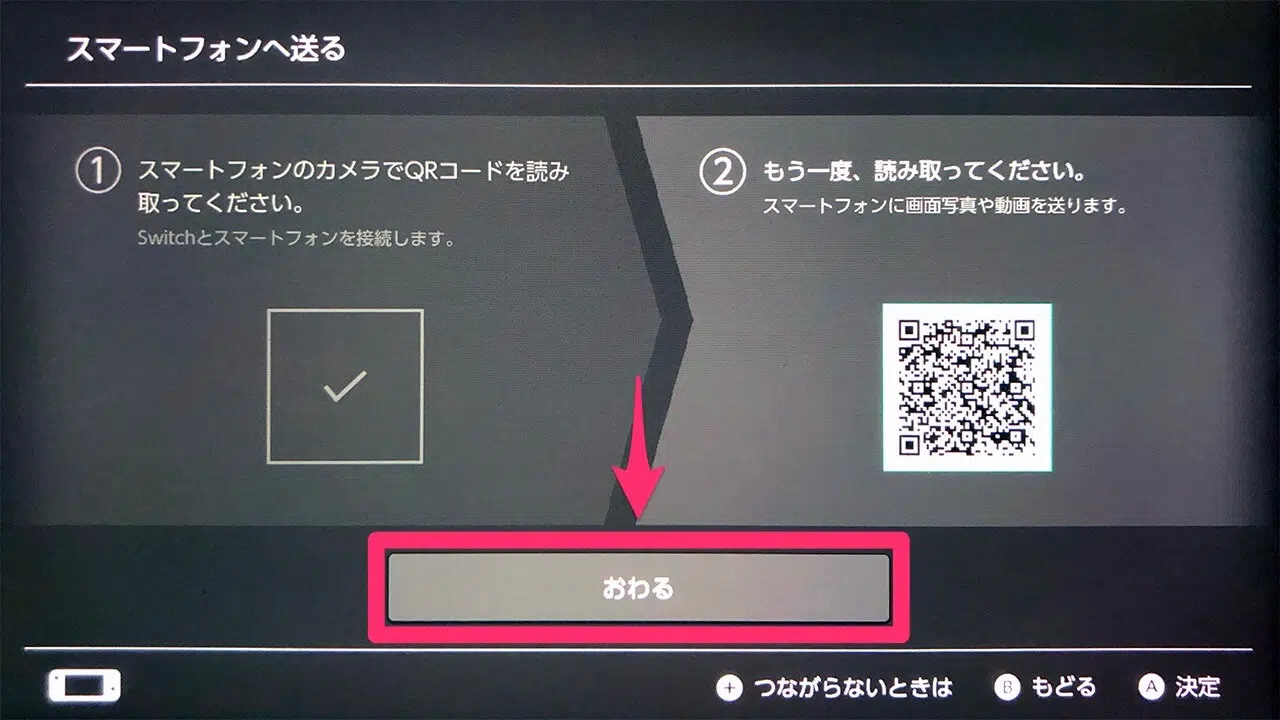 スマートフォンへ送る
① スマートフォンのカメラでQRコードを読み
取ってください。
Switchとスマートフォンを接続します。
② もう一度、読み取ってください。
スマートフォンに画面写真や動画を送ります。
おわる
+ つながらないときは B もどる A 決定